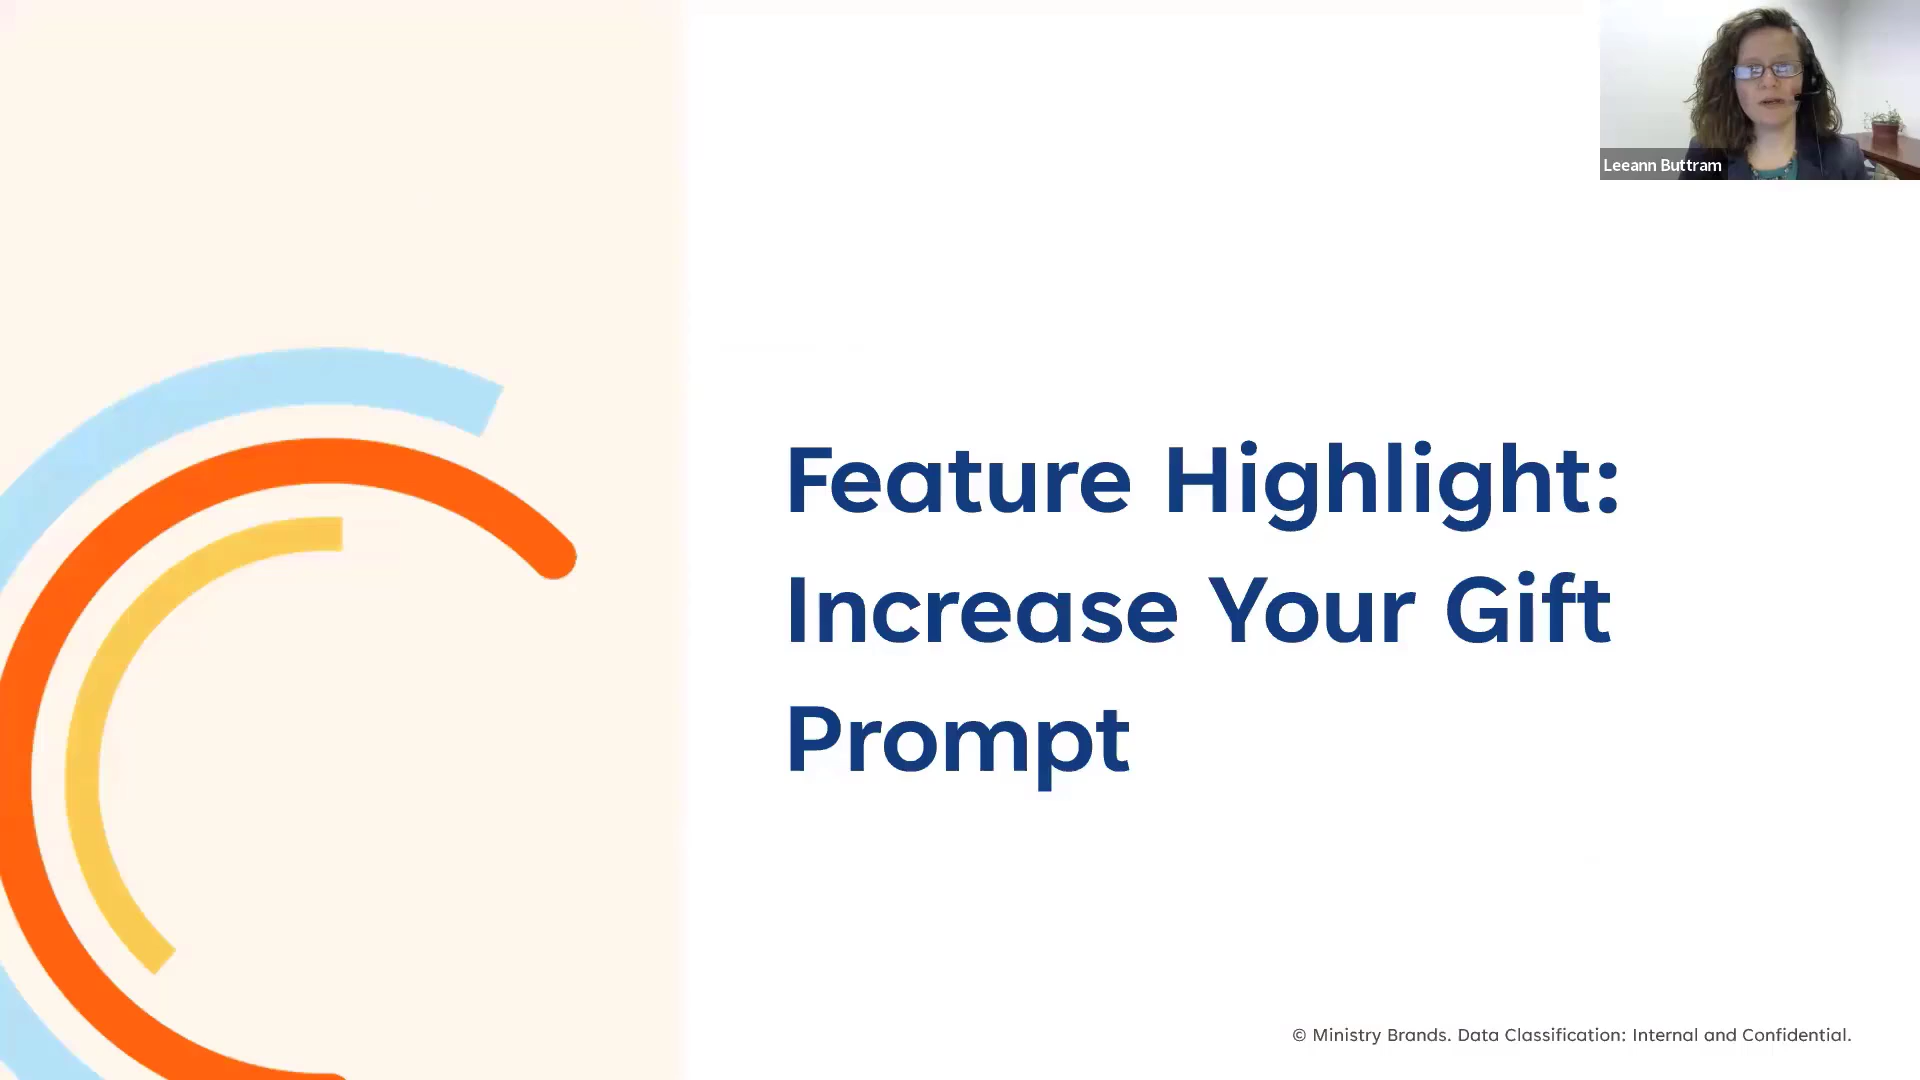 Leeann Buttram
Feature Highlight:
Increase Your Gift
Prompt
© Ministry Brands. Data Classification: Internal and Confidential.